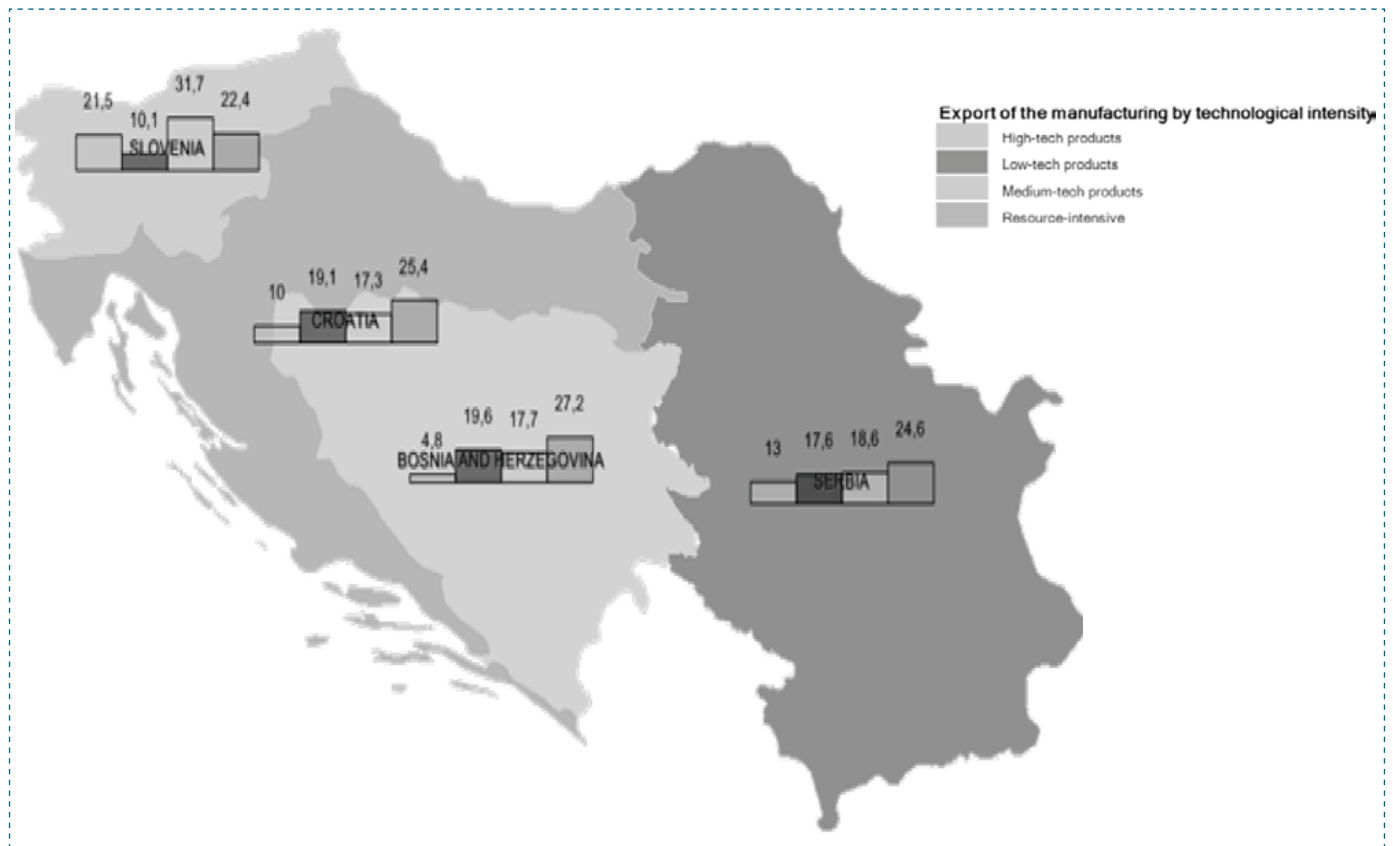 31,7
21,5
22,4
10,1
SLOVENIA
Export of the manufacturing by technological intensity
High-tech products
Low-tech products
Medium-tech products
Resource-intensive
25,4
19,1
17,3
10
CROATIA
27,2
19,6
17,7
4,8
BOSNIA AND HERZEGOVINA
24,6
18,6
17,6
13
SERBIA